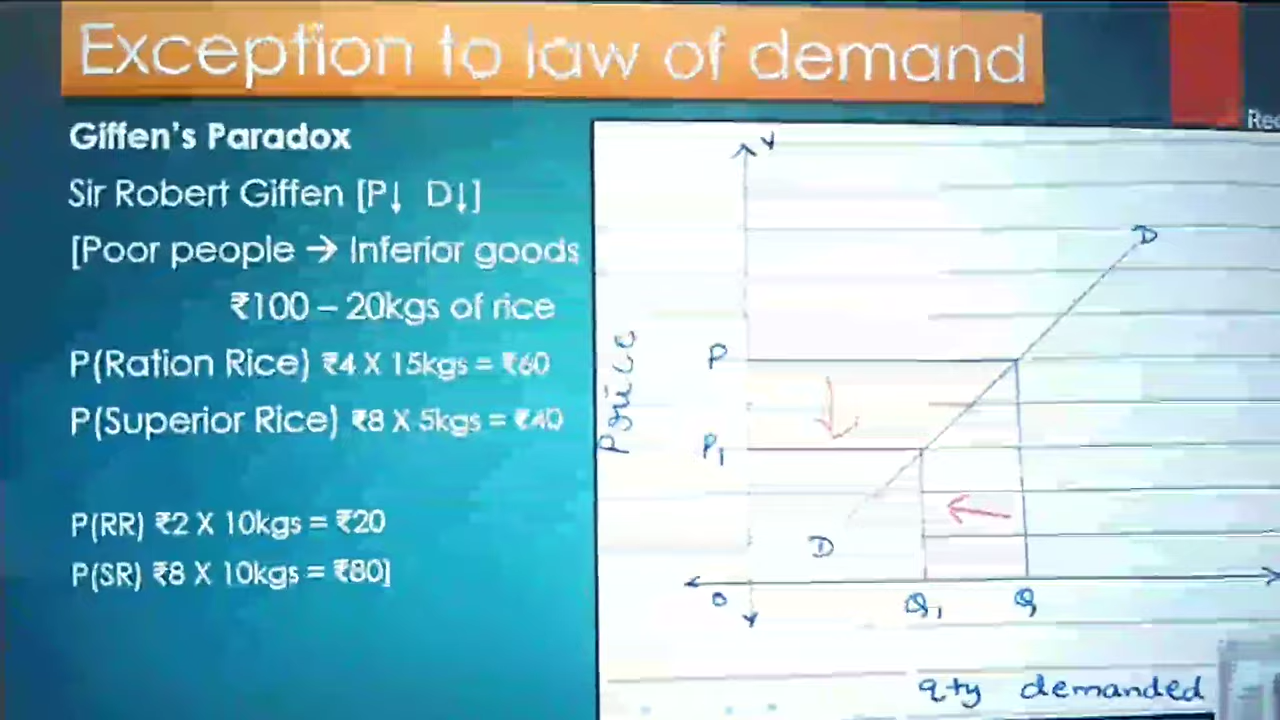 Exception to law of demand
Rec
Giffen's Paradox
Sir Robert Giffen [P↓ D↓]
[Poor people → Inferior goods
₹100 – 20kgs of rice
P(Ration Rice) ₹4 X 15kgs = ₹60
P(Superior Rice) ₹8 X 5kgs = ₹40
P(RR) ₹2 X 10kgs = ₹20
P(SR) ₹8 X 10kgs = ₹80]
Y
D
Price
P
P1
D
O
Q1 Q
Y
qty demanded